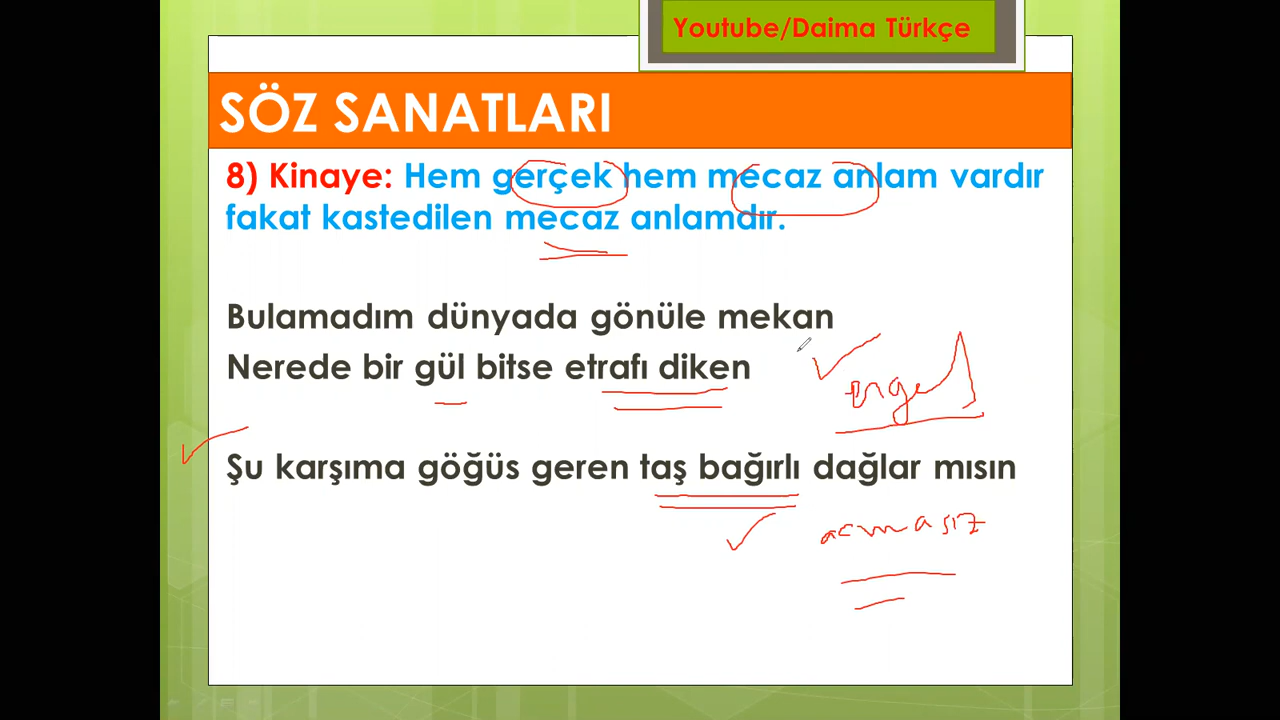 Youtube/Daima Türkçe
SÖZ SANATLARI
8) Kinaye: Hem gerçek hem mecaz anlam vardır
fakat kastedilen mecaz anlamdır.
Bulamadım dünyada gönüle mekan
Nerede bir gül bitse etrafı diken
engel
Şu karşıma göğüs geren taş bağırlı dağlar mısın
acımasız